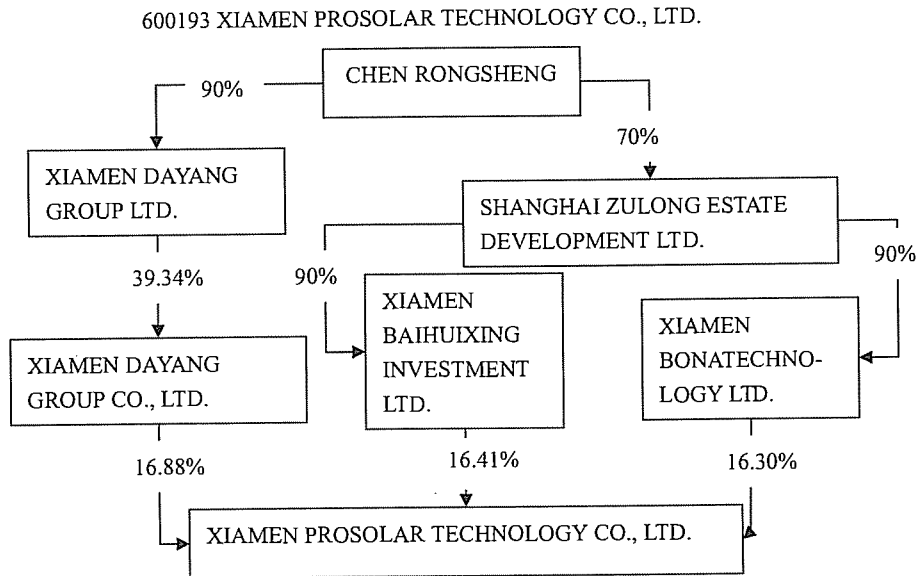 600193 XIAMEN PROSOLAR TECHNOLOGY CO., LTD.
CHEN RONGSHENG
90%
70%
XIAMEN DAYANG
GROUP LTD.
SHANGHAI ZULONG ESTATE
DEVELOPMENT LTD.
39.34%
90%
90%
XIAMEN DAYANG
GROUP CO., LTD.
XIAMEN
BAIHUIXING
INVESTMENT
LTD.
XIAMEN
BONATECHNO-
LOGY LTD.
16.88%
16.41%
16.30%
XIAMEN PROSOLAR TECHNOLOGY CO., LTD.